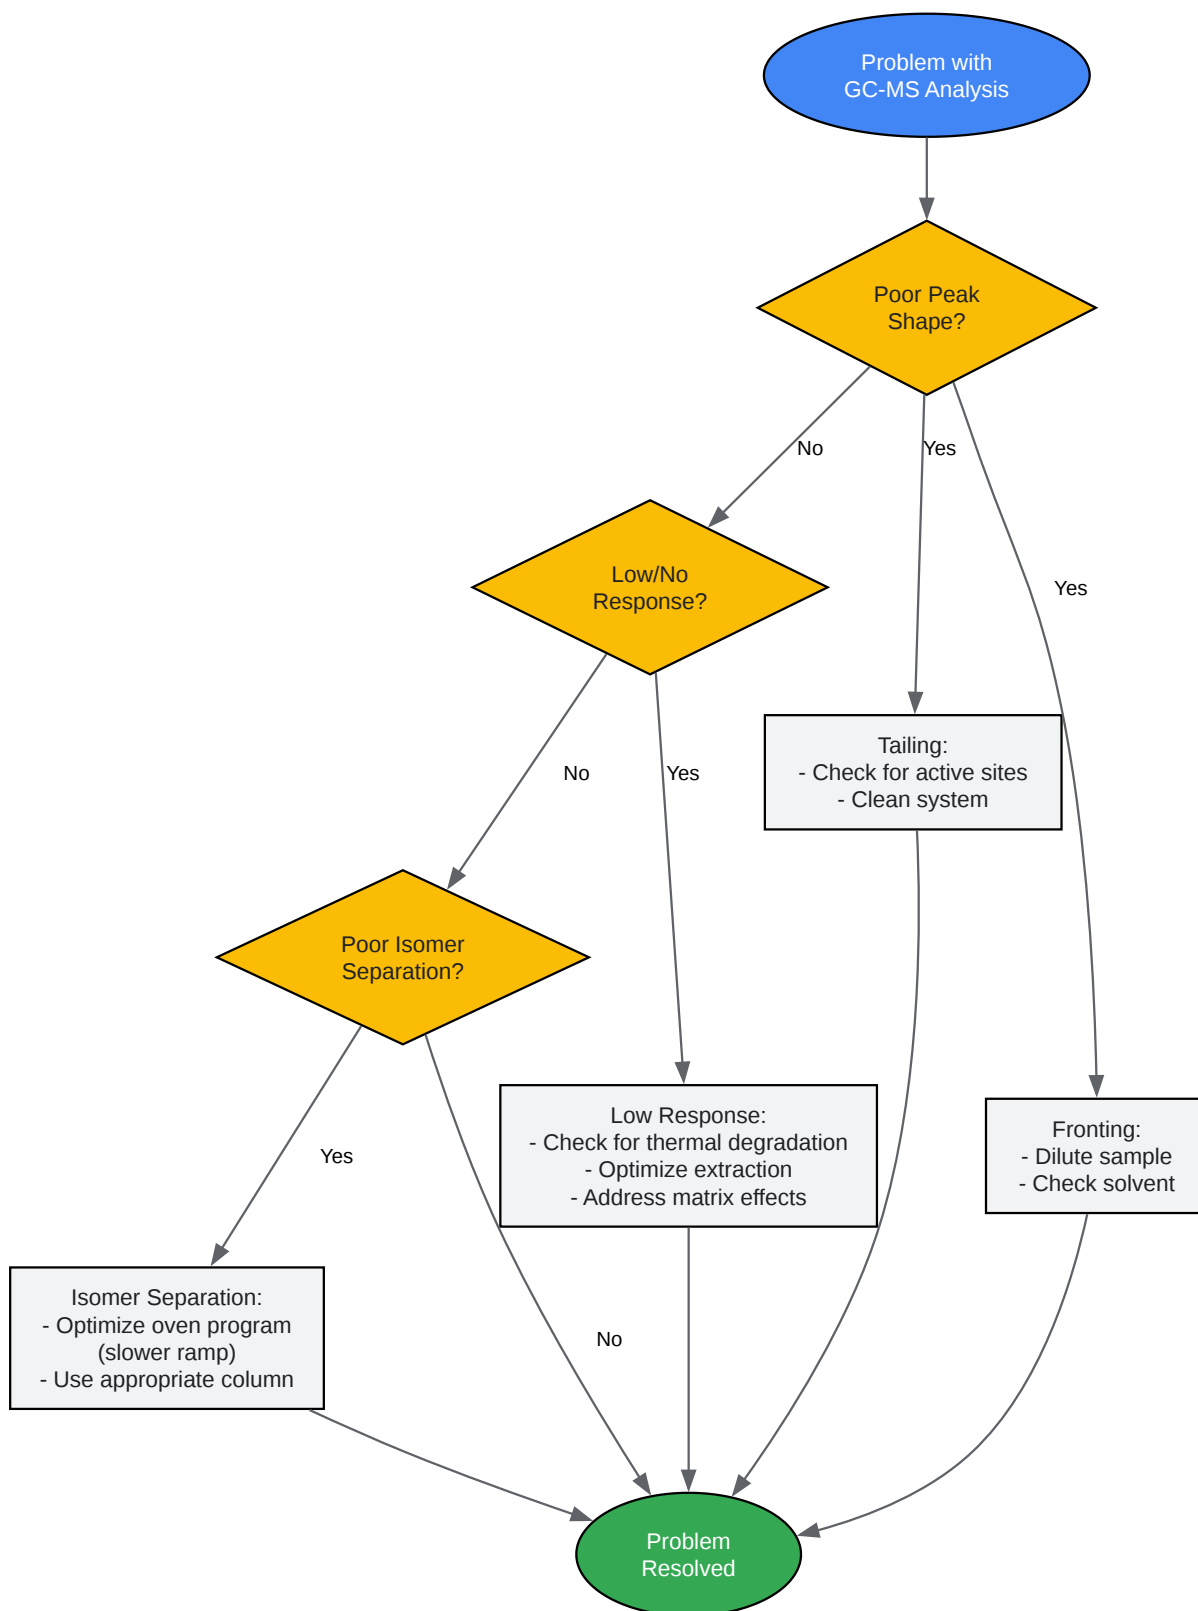 Problem with
GC-MS Analysis
Poor Peak
Shape?
No
Yes
Low/No
Response?
Yes
Tailing:
- Check for active sites
- Clean system
No
Yes
Poor Isomer
Separation?
Low Response:
- Check for thermal degradation
- Optimize extraction
- Address matrix effects
Fronting:
- Dilute sample
- Check solvent
Yes
Isomer Separation:
- Optimize oven program
(slower ramp)
- Use appropriate column
No
Problem
Resolved